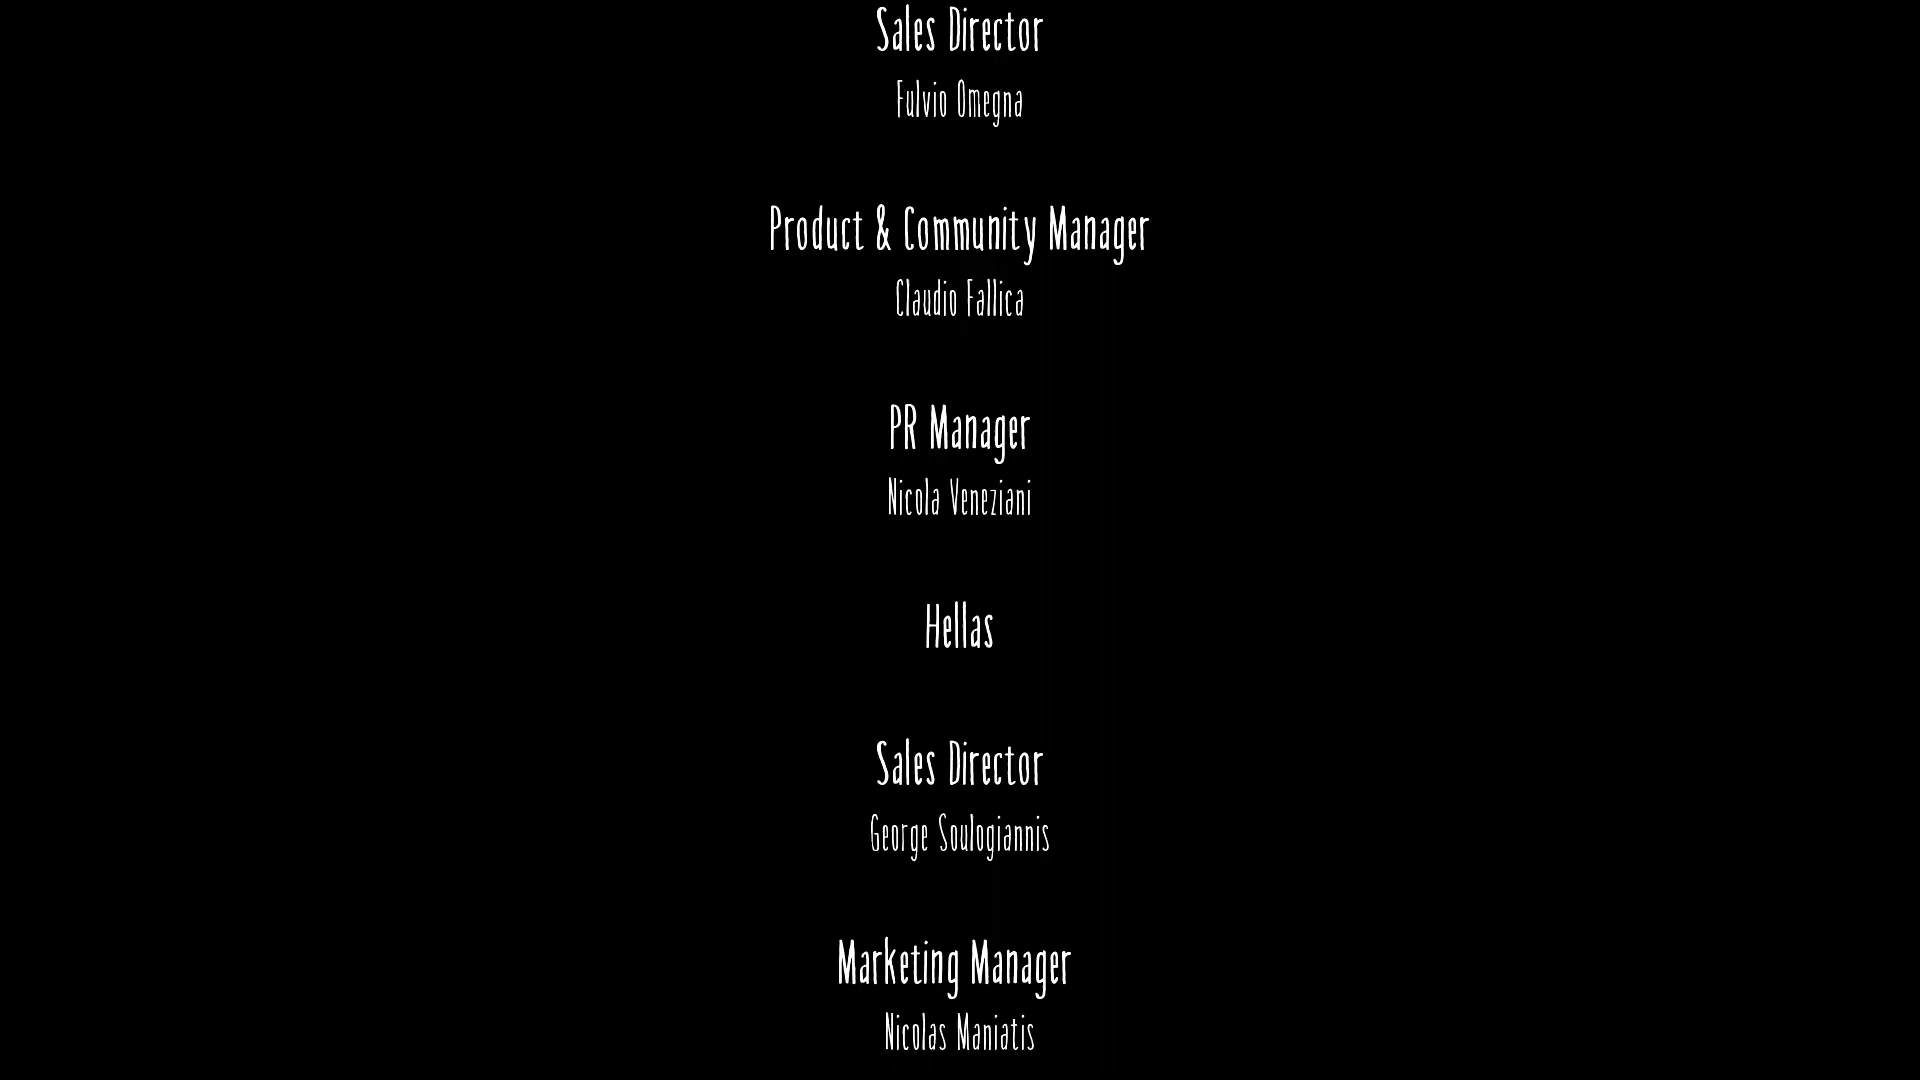 Sales Director
Fulvio Omegna
Product & Community Manager
Claudio Fallica
PR Manager
Nicola Veneziani
Hellas
Sales Director
George Soulogiannis
Marketing Manager
Nicolas Maniatis